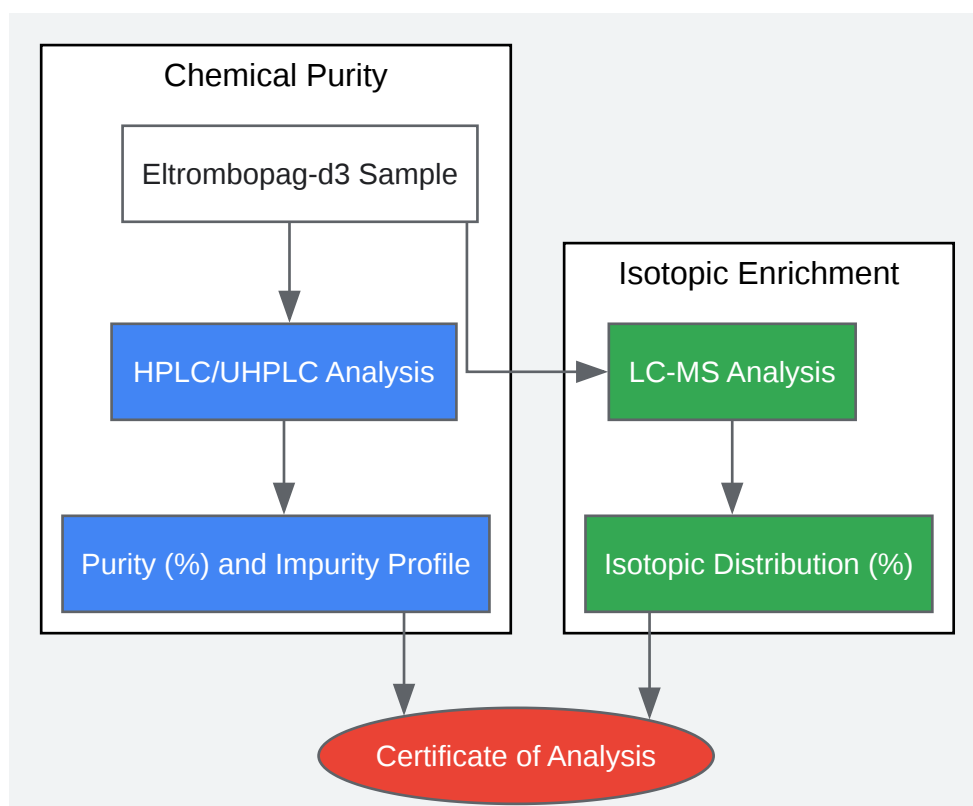 Chemical Purity
Eltrombopag-d3 Sample
HPLC/UHPLC Analysis
Purity (%) and Impurity Profile
Isotopic Enrichment
LC-MS Analysis
Isotopic Distribution (%)
Certificate of Analysis